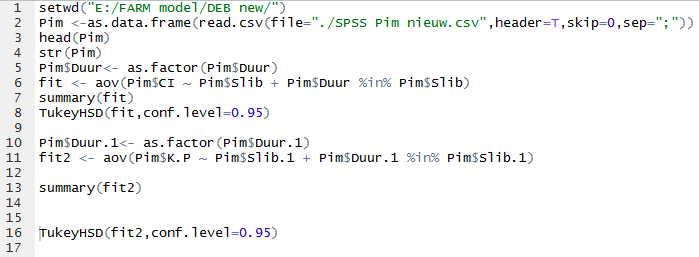 1 setwd("E:/FARM model/DEB new/")
2 Pim <-as.data.frame(read.csv(file="./SPSS Pim nieuw.csv",header=T,skip=0,sep=";"))
3 head(Pim)
4 str(Pim)
5 Pim$Duur<- as.factor(Pim$Duur)
6 fit <- aov(Pim$CI ~ Pim$Slib + Pim$Duur %in% Pim$Slib)
7 summary(fit)
8 TukeyHSD(fit,conf.level=0.95)
9
10 Pim$Duur.1<- as.factor(Pim$Duur.1)
11 fit2 <- aov(Pim$K.P ~ Pim$Slib.1 + Pim$Duur.1 %in% Pim$Slib.1)
12
13 summary(fit2)
14
15
16 TukeyHSD(fit2,conf.level=0.95)
17